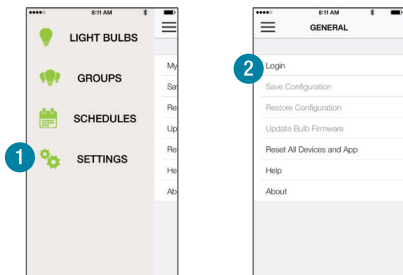 8:11 AM
LIGHT BULBS
GROUPS
SCHEDULES
1
SETTINGS
My
Sav
Re
Up
Re
He
Ab
8:11 AM
GENERAL
2
Login
Save Configuration
Restore Configuration
Update Bulb Firmware
Reset All Devices and App
Help
About